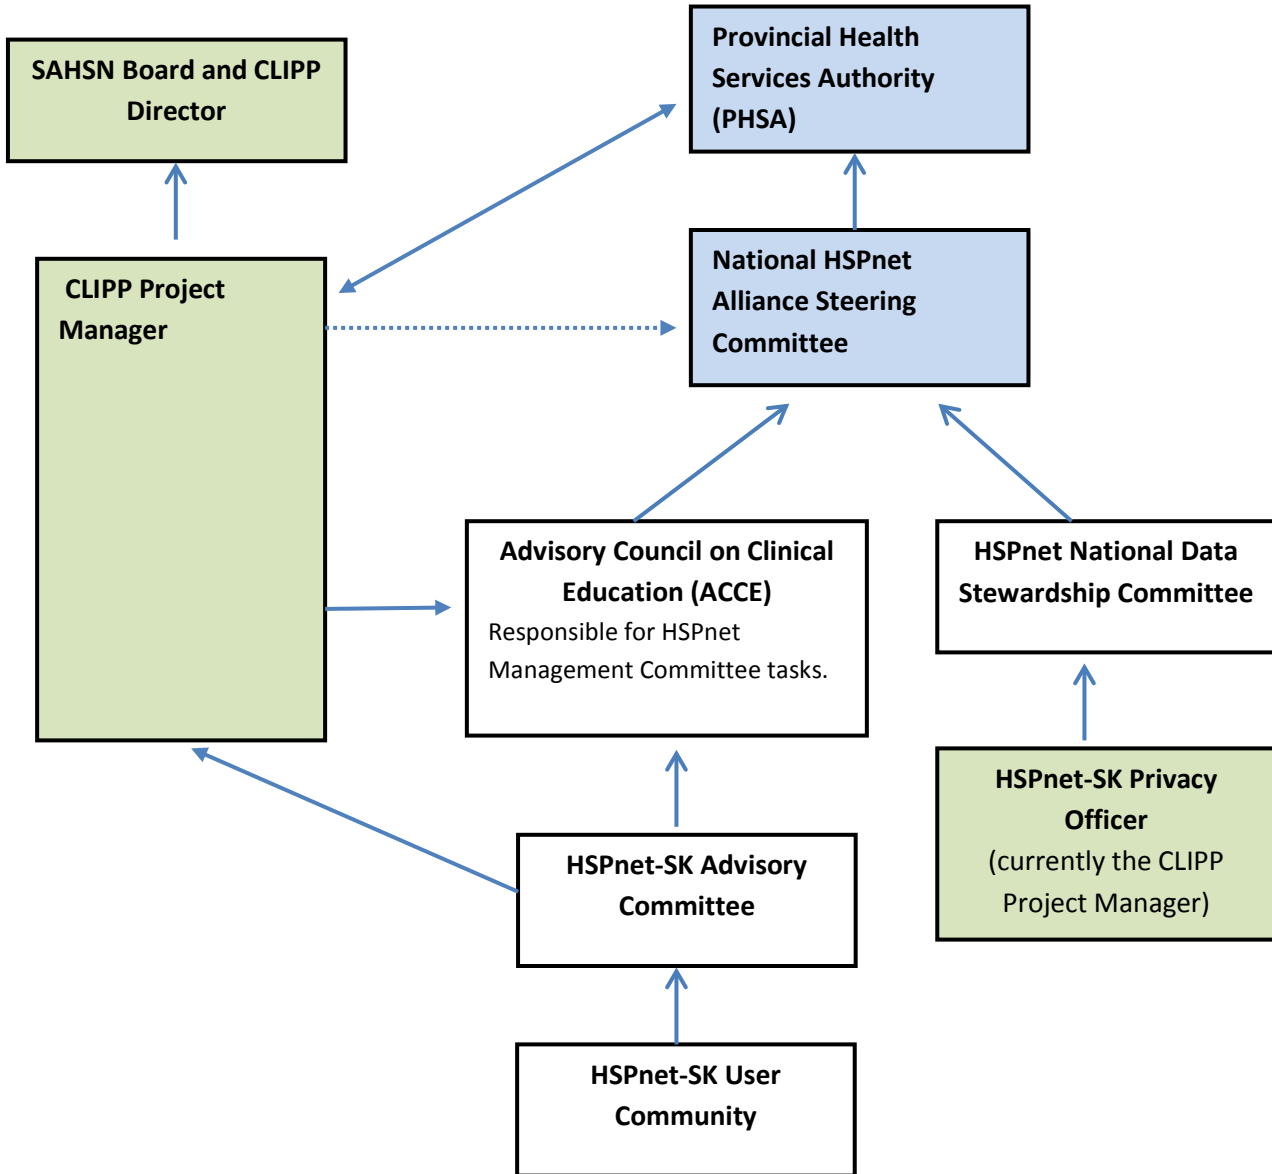 SAHSN Board and CLIPP
Director
Provincial Health
Services Authority
(PHSA)
CLIPP Project
Manager
National HSPnet
Alliance Steering
Committee
Advisory Council on Clinical
Education (ACCE)
Responsible for HSPnet
Management Committee tasks.
HSPnet National Data
Stewardship Committee
HSPnet-SK Privacy
Officer
(currently the CLIPP
Project Manager)
HSPnet-SK Advisory
Committee
HSPnet-SK User
Community